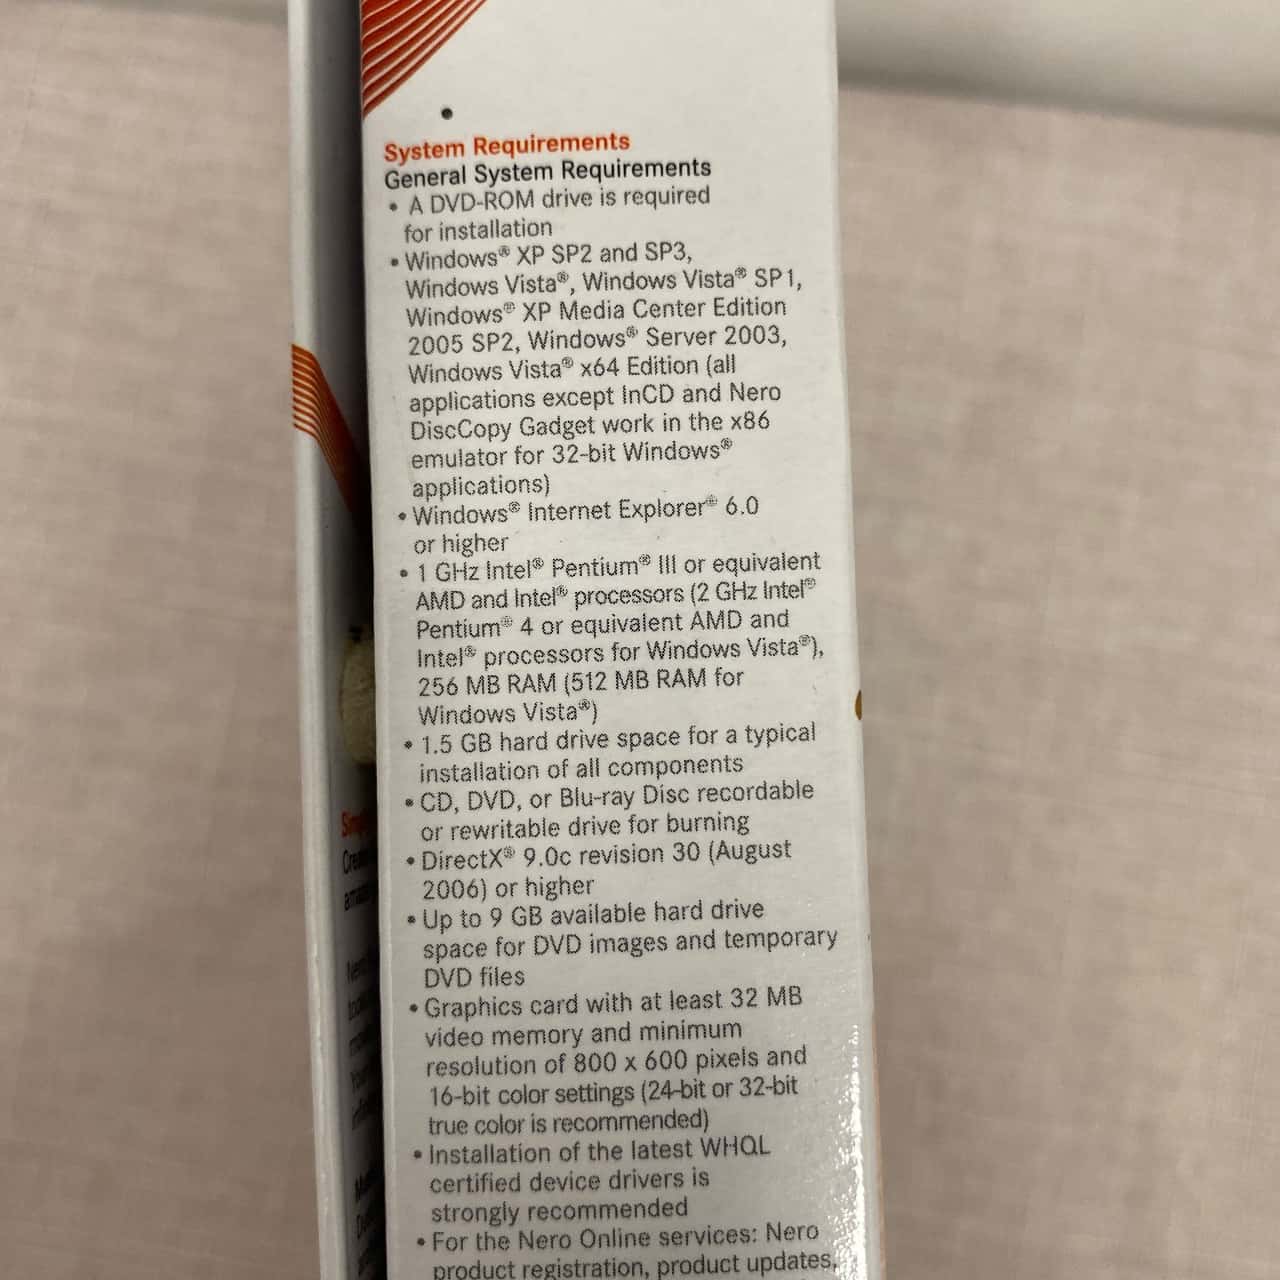 System Requirements
General System Requirements
• A DVD-ROM drive is required
for installation
• Windows® XP SP2 and SP3,
Windows Vista®, Windows Vista® SP1,
Windows® XP Media Center Edition
2005 SP2, Windows® Server 2003,
Windows Vista® x64 Edition (all
applications except InCD and Nero
DiscCopy Gadget work in the x86
emulator for 32-bit Windows®
applications)
• Windows® Internet Explorer® 6.0
or higher
• 1 GHz Intel® Pentium® III or equivalent
AMD and Intel® processors (2 GHz Intel®
Pentium® 4 or equivalent AMD and
Intel® processors for Windows Vista®),
256 MB RAM (512 MB RAM for
Windows Vista®)
• 1.5 GB hard drive space for a typical
installation of all components
• CD, DVD, or Blu-ray Disc recordable
or rewritable drive for burning
• DirectX® 9.0c revision 30 (August
2006) or higher
• Up to 9 GB available hard drive
space for DVD images and temporary
DVD files
• Graphics card with at least 32 MB
video memory and minimum
resolution of 800 x 600 pixels and
16-bit color settings (24-bit or 32-bit
true color is recommended)
• Installation of the latest WHQL
certified device drivers is
strongly recommended
• For the Nero Online services: Nero
product registration, product updates,